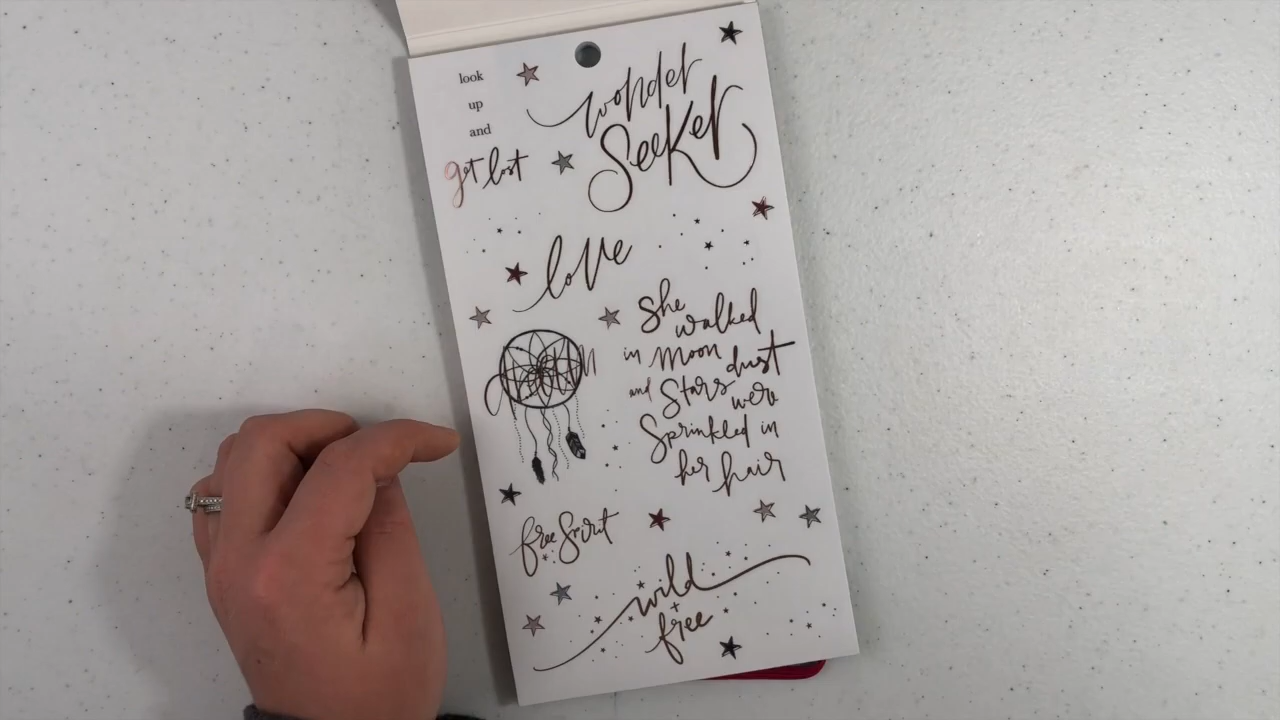 look
up
and
get lost
wonder
Seeker
love
She
walked
in Moon dust
and Stars were
Sprinkled in
her hair
dream
free Spirit
wild
+
free